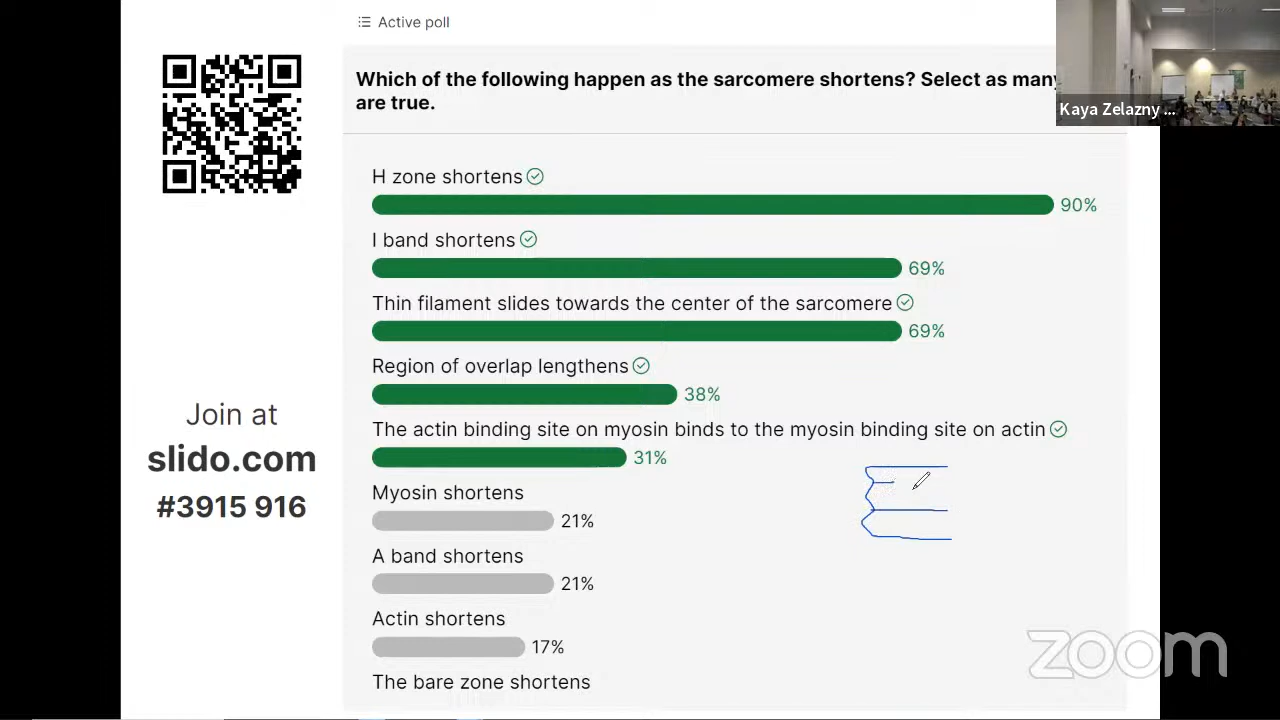 Active poll
Which of the following happen as the sarcomere shortens? Select as many
are true.
Kaya Zelazny ...
H zone shortens
90%
I band shortens
69%
Thin filament slides towards the center of the sarcomere
69%
Region of overlap lengthens
38%
The actin binding site on myosin binds to the myosin binding site on actin
31%
Myosin shortens
21%
A band shortens
21%
Actin shortens
17%
The bare zone shortens
Join at
slido.com
#3915 916
zoom